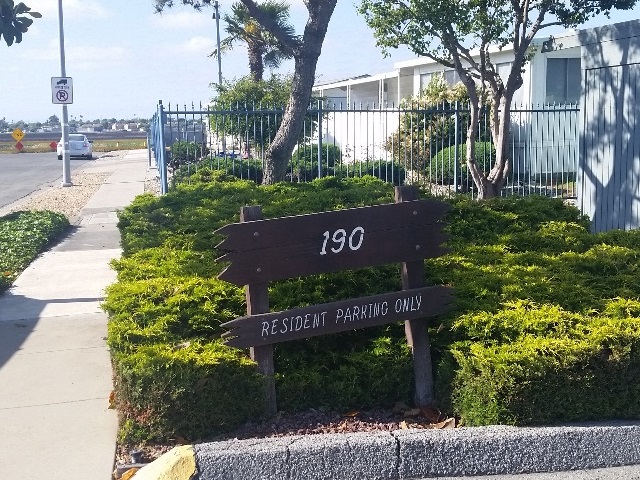 190
RESIDENT PARKING ONLY